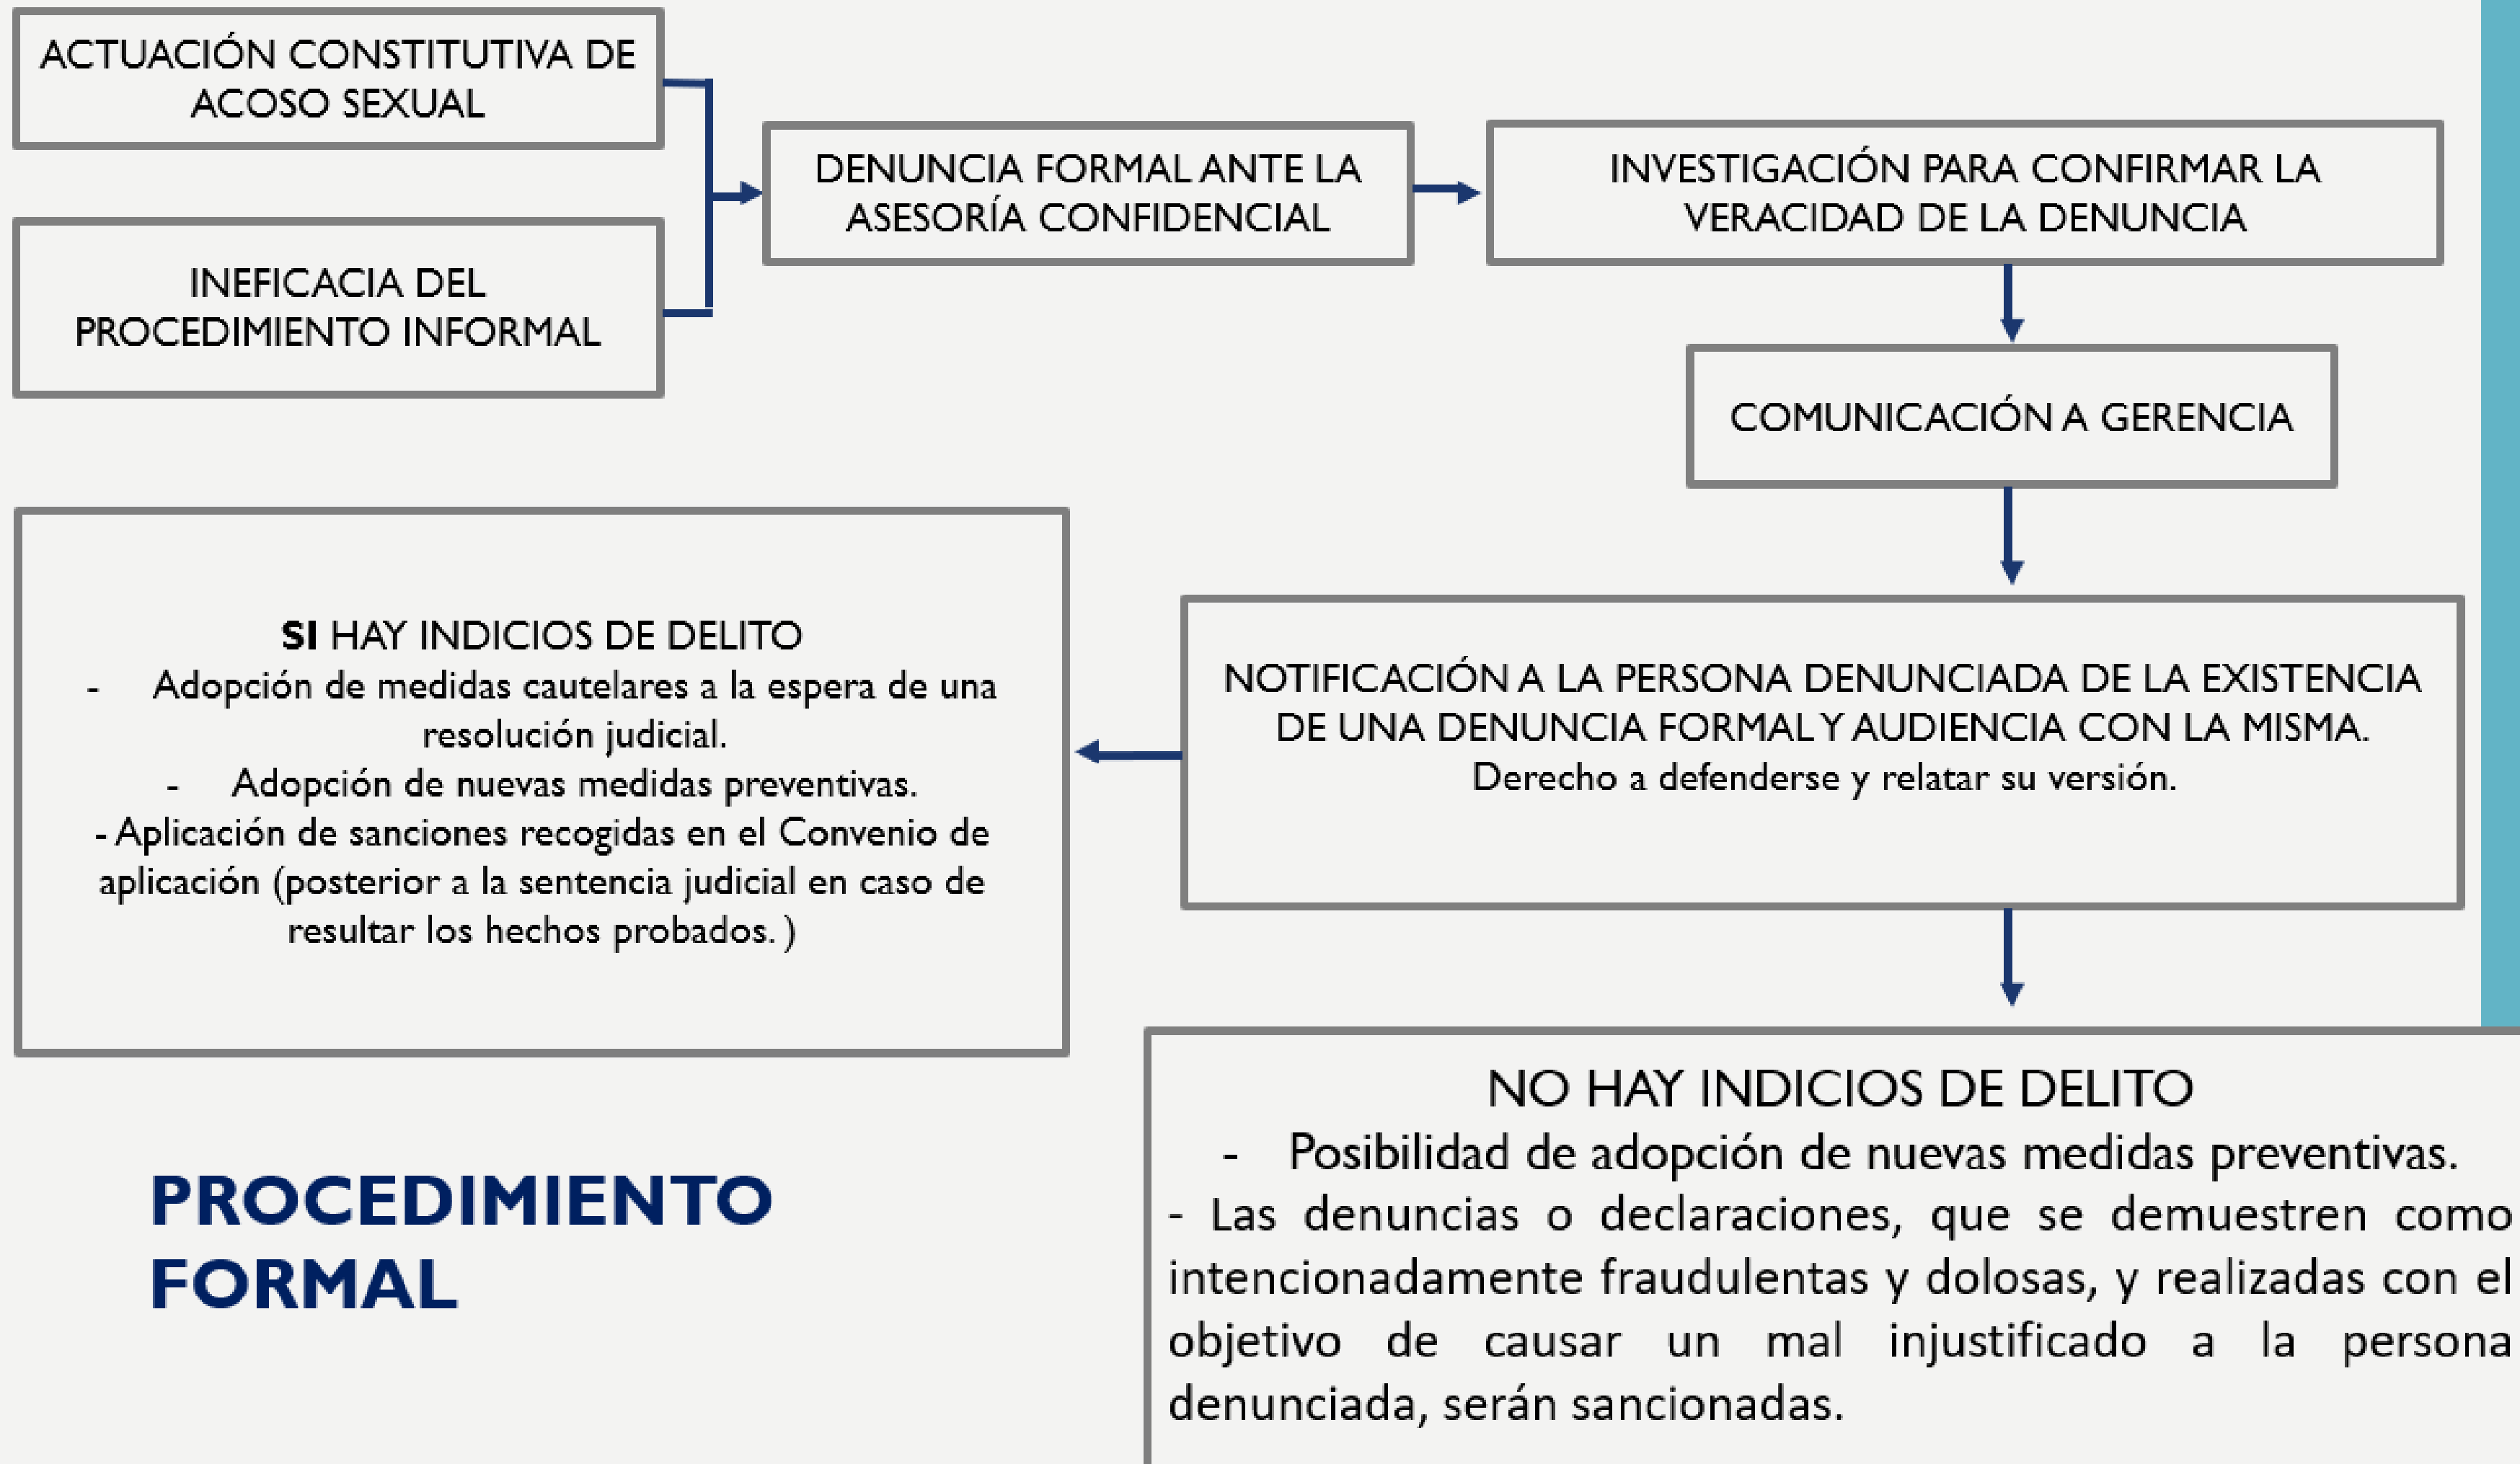 ACTUACIÓN CONSTITUTIVA DE
ACOSO SEXUAL
INEFICACIA DEL
PROCEDIMIENTO INFORMAL
DENUNCIA FORMAL ANTE LA
ASESORÍA CONFIDENCIAL
INVESTIGACIÓN PARA CONFIRMAR LA
VERACIDAD DE LA DENUNCIA
COMUNICACIÓN A GERENCIA
NOTIFICACIÓN A LA PERSONA DENUNCIADA DE LA EXISTENCIA
DE UNA DENUNCIA FORMAL Y AUDIENCIA CON LA MISMA.
Derecho a defenderse y relatar su versión.
SI HAY INDICIOS DE DELITO
- Adopción de medidas cautelares a la espera de una
resolución judicial.
- Adopción de nuevas medidas preventivas.
- Aplicación de sanciones recogidas en el Convenio de
aplicación (posterior a la sentencia judicial en caso de
resultar los hechos probados. )
NO HAY INDICIOS DE DELITO
- Posibilidad de adopción de nuevas medidas preventivas.
- Las denuncias o declaraciones, que se demuestren como
intencionadamente fraudulentas y dolosas, y realizadas con el
objetivo de causar un mal injustificado a la persona
denunciada, serán sancionadas.
PROCEDIMIENTO
FORMAL